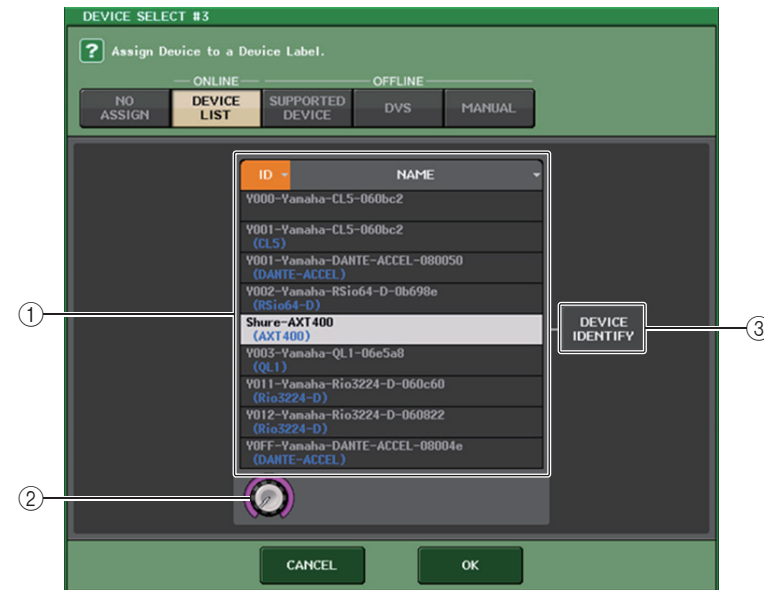 DEVICE SELECT #3
? Assign Device to a Device Label.
ONLINE OFFLINE
NO ASSIGN
DEVICE LIST
SUPPORTED DEVICE
DVS
MANUAL
ID NAME
Y000-Yamaha-CL5-060bc2
Y001-Yamaha-CL5-060bc2
(CL5)
Y001-Yamaha-DANTE-ACCEL-080050
(DANTE-ACCEL)
Y002-Yamaha-RSio64-D-0b698e
(RSio64-D)
Shure-AXT400
(AXT400)
Y003-Yamaha-QL1-06e5a8
(QL1)
Y011-Yamaha-Rio3224-D-060c60
(Rio3224-D)
Y012-Yamaha-Rio3224-D-060822
(Rio3224-D)
Y0FF-Yamaha-DANTE-ACCEL-08004e
(DANTE-ACCEL)
①
DEVICE
IDENTIFY
③
②
CANCEL
OK